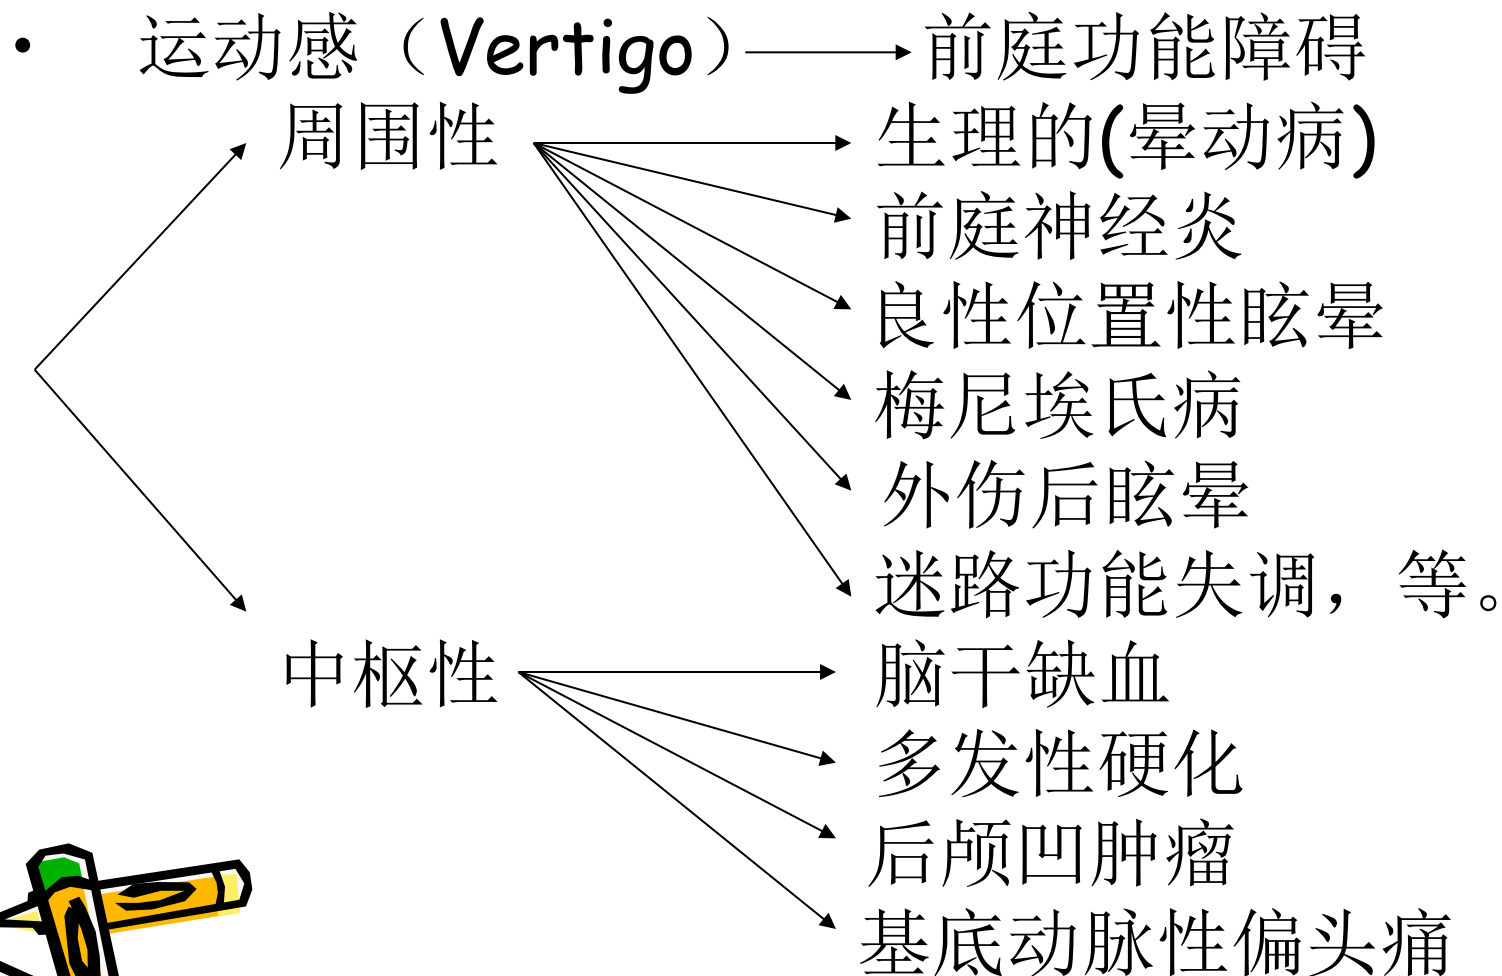 • 运动感（Vertigo） 前庭功能障碍
周围性 生理的(晕动病)
前庭神经炎
良性位置性眩晕
梅尼埃氏病
外伤后眩晕
迷路功能失调，等。
中枢性 脑干缺血
多发性硬化
后颅凹肿瘤
基底动脉性偏头痛